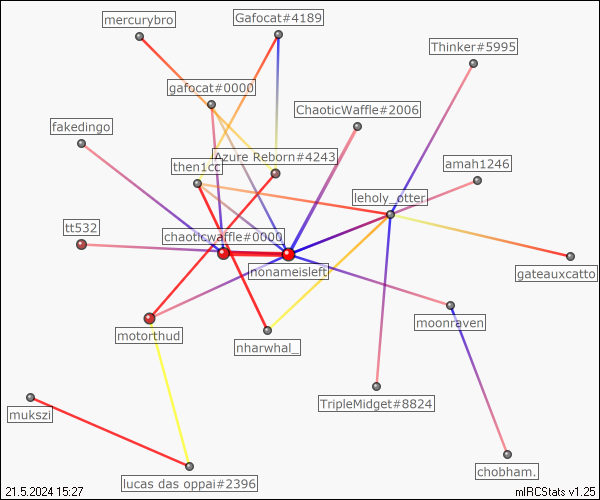 mercurybro
Gafocat#4189
Thinker#5995
gafocat#0000
ChaoticWaffle#2006
fakedingo
Azure Reborn#4243
then1cc
amah1246
leholy_otter
tt532
chaoticwaffle#0000
nonameisleft
gateauxcatto
moonraven
motorthud
nharwhal_
TripleMidget#8824
mukszi
chobham.
lucas das oppai#2396
21.5.2024 15:27
mIRCStats v1.25